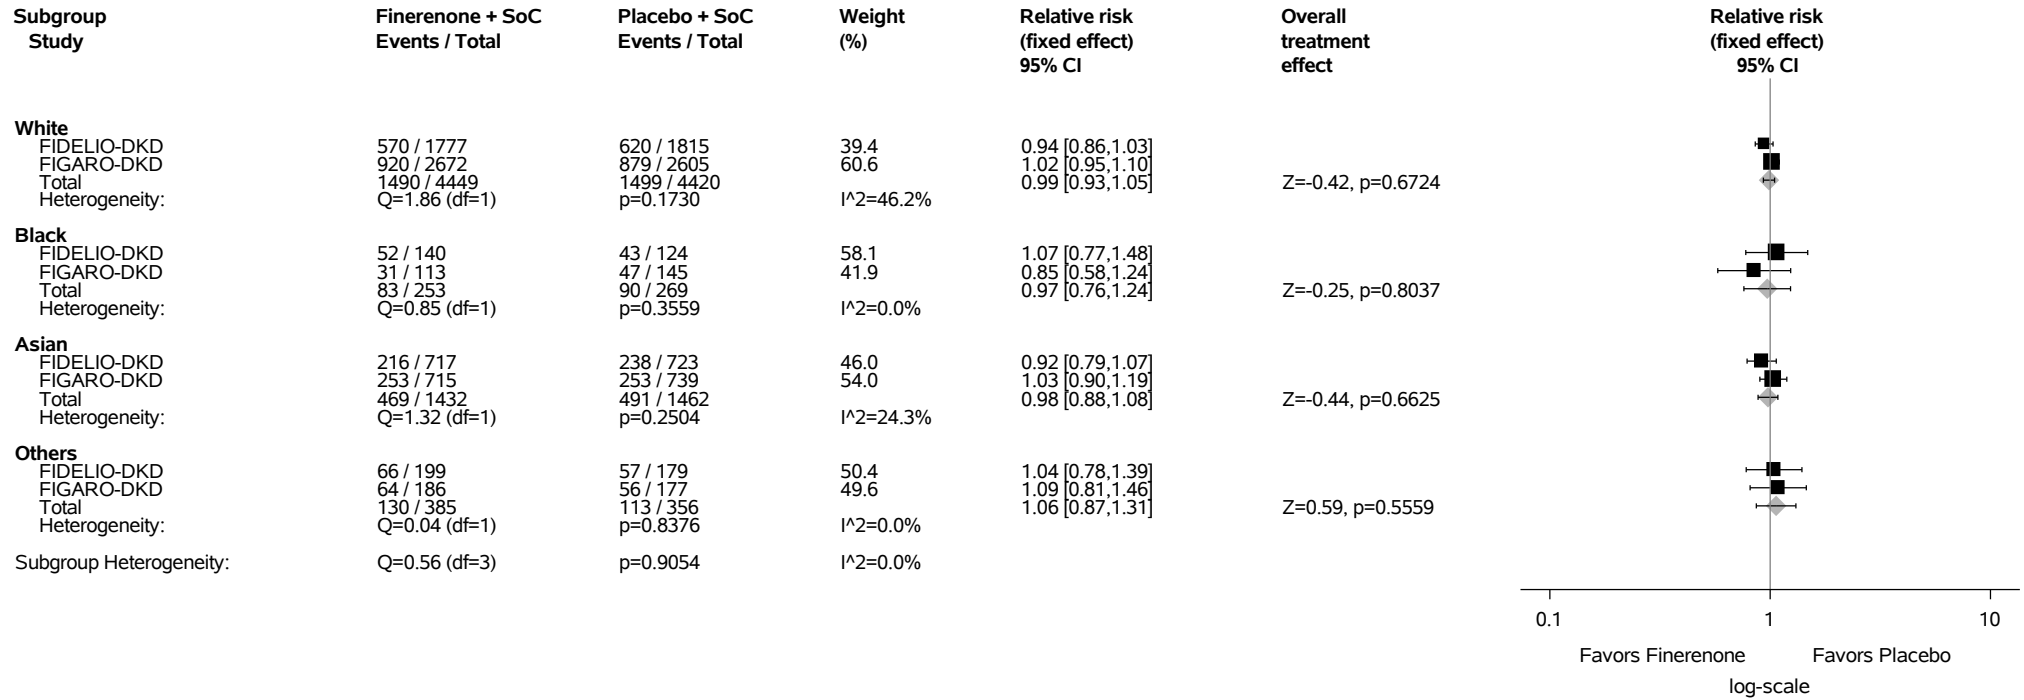 Subgroup Finerenone + SoC Placebo + SoC Weight Relative risk Overall Relative risk
Study Events / Total Events / Total (%) (fixed effect) treatment (fixed effect)
95% CI effect 95% CI
White
FIDELIO-DKD 570 / 1777 620 / 1815 39.4 0.94 [0.86,1.03]
FIGARO-DKD 920 / 2672 879 / 2605 60.6 1.02 [0.95,1.10]
Total 1490 / 4449 1499 / 4420 0.99 [0.93,1.05] Z=-0.42, p=0.6724
Heterogeneity: Q=1.86 (df=1) p=0.1730 I^2=46.2%
Black
FIDELIO-DKD 52 / 140 43 / 124 58.1 1.07 [0.77,1.48]
FIGARO-DKD 31 / 113 47 / 145 41.9 0.85 [0.58,1.24]
Total 83 / 253 90 / 269 0.97 [0.76,1.24] Z=-0.25, p=0.8037
Heterogeneity: Q=0.85 (df=1) p=0.3559 I^2=0.0%
Asian
FIDELIO-DKD 216 / 717 238 / 723 46.0 0.92 [0.79,1.07]
FIGARO-DKD 253 / 715 253 / 739 54.0 1.03 [0.90,1.19]
Total 469 / 1432 491 / 1462 0.98 [0.88,1.08] Z=-0.44, p=0.6625
Heterogeneity: Q=1.32 (df=1) p=0.2504 I^2=24.3%
Others
FIDELIO-DKD 66 / 199 57 / 179 50.4 1.04 [0.78,1.39]
FIGARO-DKD 64 / 186 56 / 177 49.6 1.09 [0.81,1.46]
Total 130 / 385 113 / 356 1.06 [0.87,1.31] Z=0.59, p=0.5559
Heterogeneity: Q=0.04 (df=1) p=0.8376 I^2=0.0%
Subgroup Heterogeneity: Q=0.56 (df=3) p=0.9054 I^2=0.0%
0.1 1 10
Favors Finerenone Favors Placebo
log-scale